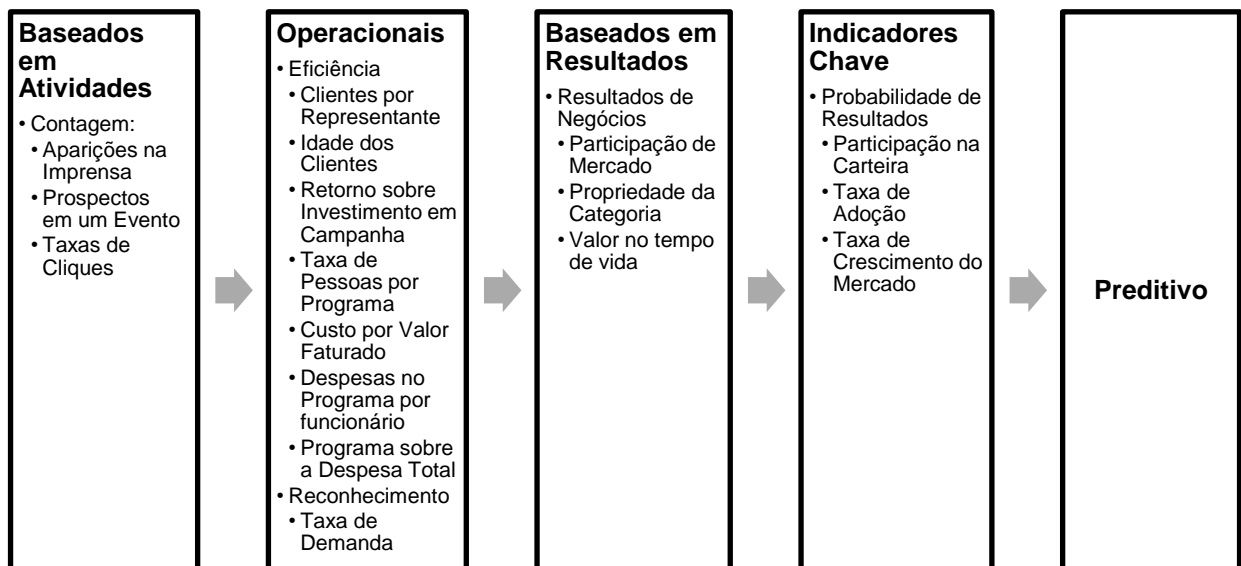 Baseados
em
Atividades
• Contagem:
• Aparições na
Imprensa
• Prospectos
em um Evento
• Taxas de
Cliques
Operacionais
• Eficiência
• Clientes por
Representante
• Idade dos
Clientes
• Retorno sobre
Investimento em
Campanha
• Taxa de
Pessoas por
Programa
• Custo por Valor
Faturado
• Despesas no
Programa por
funcionário
• Programa sobre
a Despesa Total
• Reconhecimento
• Taxa de
Demanda
Baseados em
Resultados
• Resultados de
Negócios
• Participação de
Mercado
• Propriedade da
Categoria
• Valor no tempo
de vida
Indicadores
Chave
• Probabilidade de
Resultados
• Participação na
Carteira
• Taxa de
Adoção
• Taxa de
Crescimento do
Mercado
Preditivo